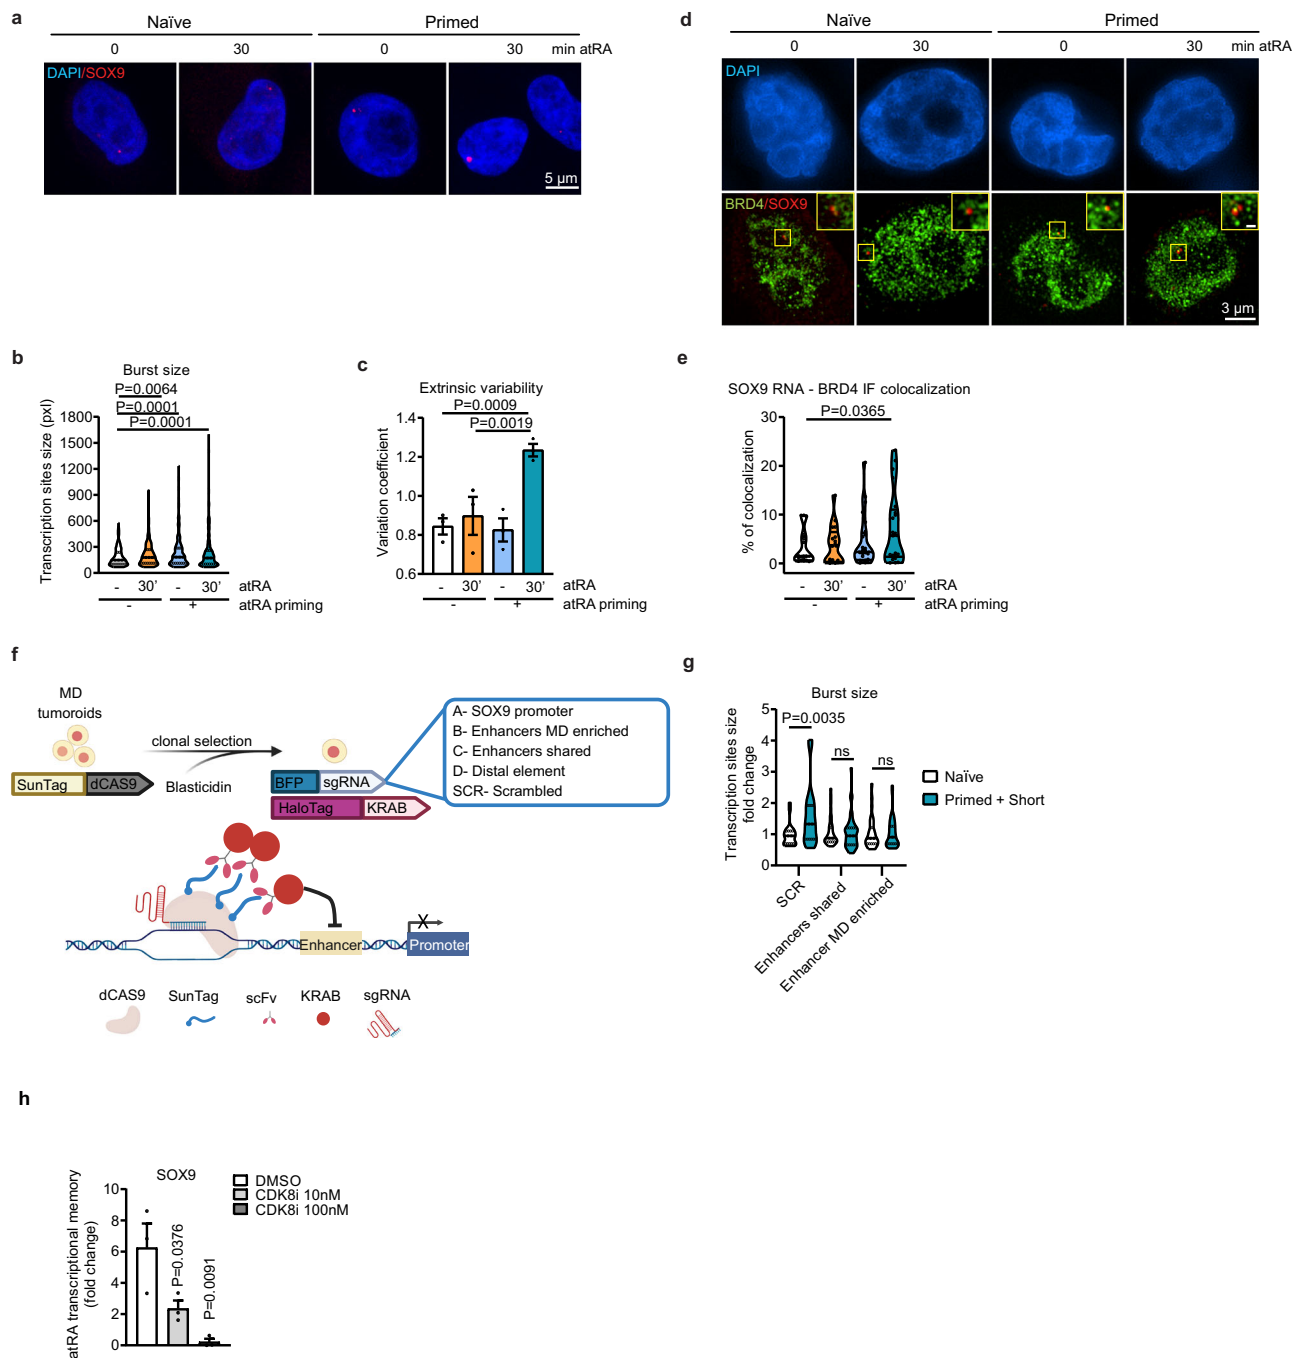 a
Naïve
Primed
0
30
0
30
min atRA
DAPI/SOX9
5 µm
d
Naïve
Primed
0
30
0
30
min atRA
DAPI
BRD4/SOX9
3 µm
b
Burst size
P=0.0064
P=0.0001
P=0.0001
Transcription sites size (pxl)
1800
1500
1200
900
600
300
0
-
30'
-
30'
atRA
-
+
atRA priming
c
Extrinsic variability
P=0.0009
P=0.0019
Variation coefficient
1.4
1.2
1.0
0.8
0.6
-
30'
-
30'
atRA
-
+
atRA priming
e
SOX9 RNA - BRD4 IF colocalization
P=0.0365
% of colocalization
30
20
10
0
-
30'
-
30'
atRA
-
+
atRA priming
f
MD
tumoroids
clonal selection
Blasticidin
SunTag
dCAS9
BFP
sgRNA
HaloTag
KRAB
A- SOX9 promoter
B- Enhancers MD enriched
C- Enhancers shared
D- Distal element
SCR- Scrambled
Enhancer
X
Promoter
dCAS9
SunTag
scFv
KRAB
sgRNA
g
Burst size
P=0.0035
ns
ns
Transcription sites size
fold change
5
4
3
2
1
0
SCR
Enhancers shared
Enhancer MD enriched
Naïve
Primed + Short
h
SOX9
atRA transcriptional memory
(fold change)
10
8
6
4
2
0
P=0.0376
P=0.0091
DMSO
CDK8i 10nM
CDK8i 100nM